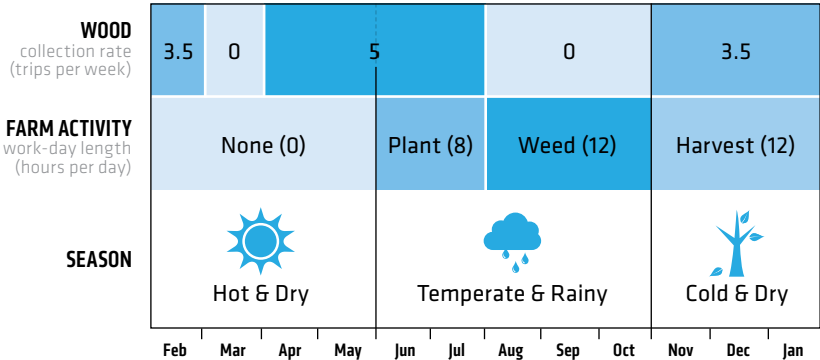 WOOD
collection rate
(trips per week)
3.5 0 5 0 3.5
FARM ACTIVITY
work-day length
(hours per day)
None (0) Plant (8) Weed (12) Harvest (12)
SEASON
Hot & Dry Temperate & Rainy Cold & Dry
Feb Mar Apr May Jun Jul Aug Sep Oct Nov Dec Jan